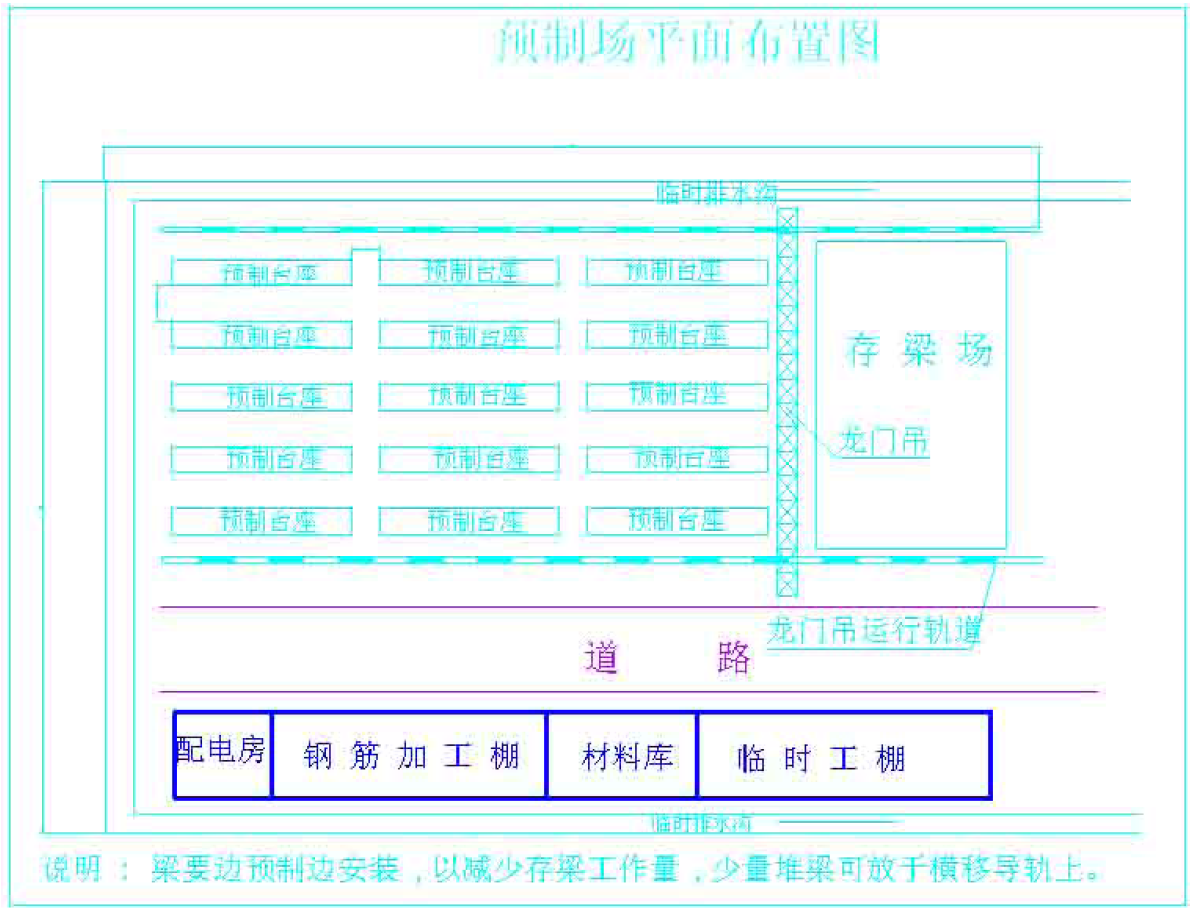 预制场平面布置图
临时排水沟
预制台座 预制台座 预制台座
预制台座 预制台座 预制台座
预制台座 预制台座 预制台座
预制台座 预制台座 预制台座
预制台座 预制台座 预制台座
存梁场
龙门吊
龙门吊运行轨道
道 路
配电房 钢筋加工棚 材料库 临时工棚
临时排水沟
说明：梁要边预制边安装，以减少存梁工作量，少量堆梁可放于横移导轨上。